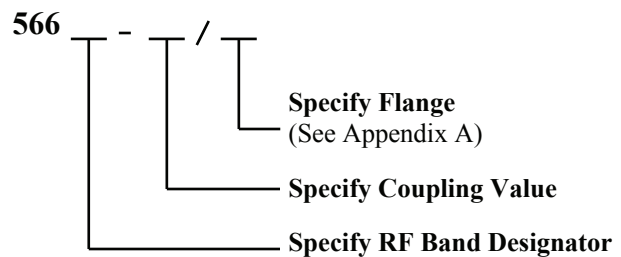 566 __ - __ / __
Specify Flange
(See Appendix A)
Specify Coupling Value
Specify RF Band Designator